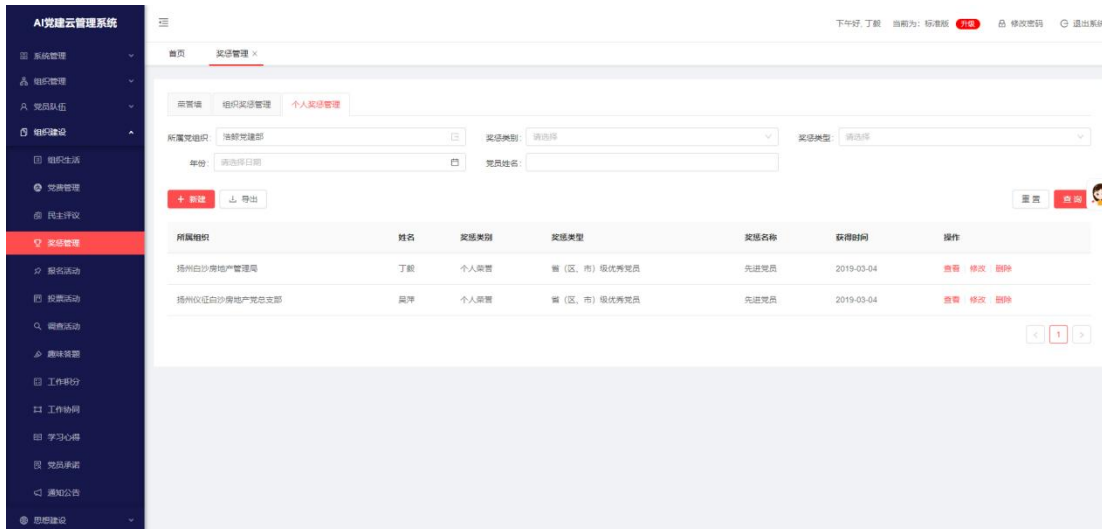 AI党建云管理系统
下午好, 丁毅 当前为: 标准版 升级 修改密码 退出系统
系统管理
首页 奖惩管理 ×
组织管理
党员队伍
荣誉墙 组织奖惩管理 个人奖惩管理
组织建设
所属党组织: 浩鲸党建部 奖惩类别: 请选择 奖惩类型: 请选择
组织生活
年份: 请选择日期 党员姓名:
党费管理
+ 新建 导出 重置 查询
民主评议
奖惩管理
所属组织 姓名 奖惩类别 奖惩类型 奖惩名称 获得时间 操作
报名活动
扬州白沙房地产管理局 丁毅 个人荣誉 省（区、市）级优秀党员 先进党员 2019-03-04 查看 修改 删除
投票活动
扬州仪征白沙房地产党总支部 吴萍 个人荣誉 省（区、市）级优秀党员 先进党员 2019-03-04 查看 修改 删除
调查活动
< 1 >
趣味答题
工作积分
工作协同
学习心得
党员承诺
通知公告
思想建设